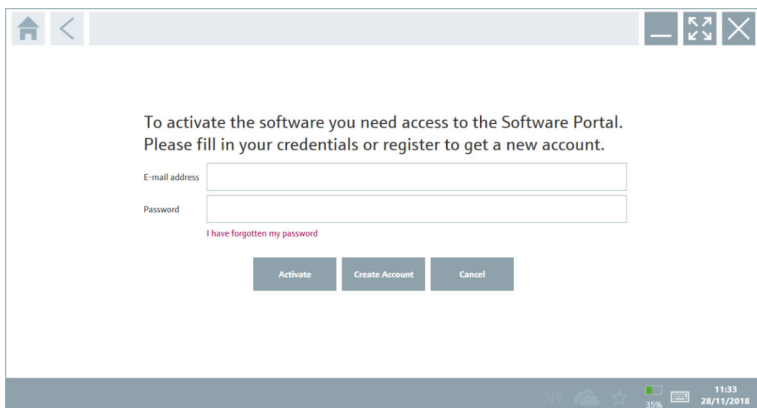 To activate the software you need access to the Software Portal.
Please fill in your credentials or register to get a new account.
E-mail address
Password
I have forgotten my password
Activate Create Account Cancel
11:33
35% 28/11/2018